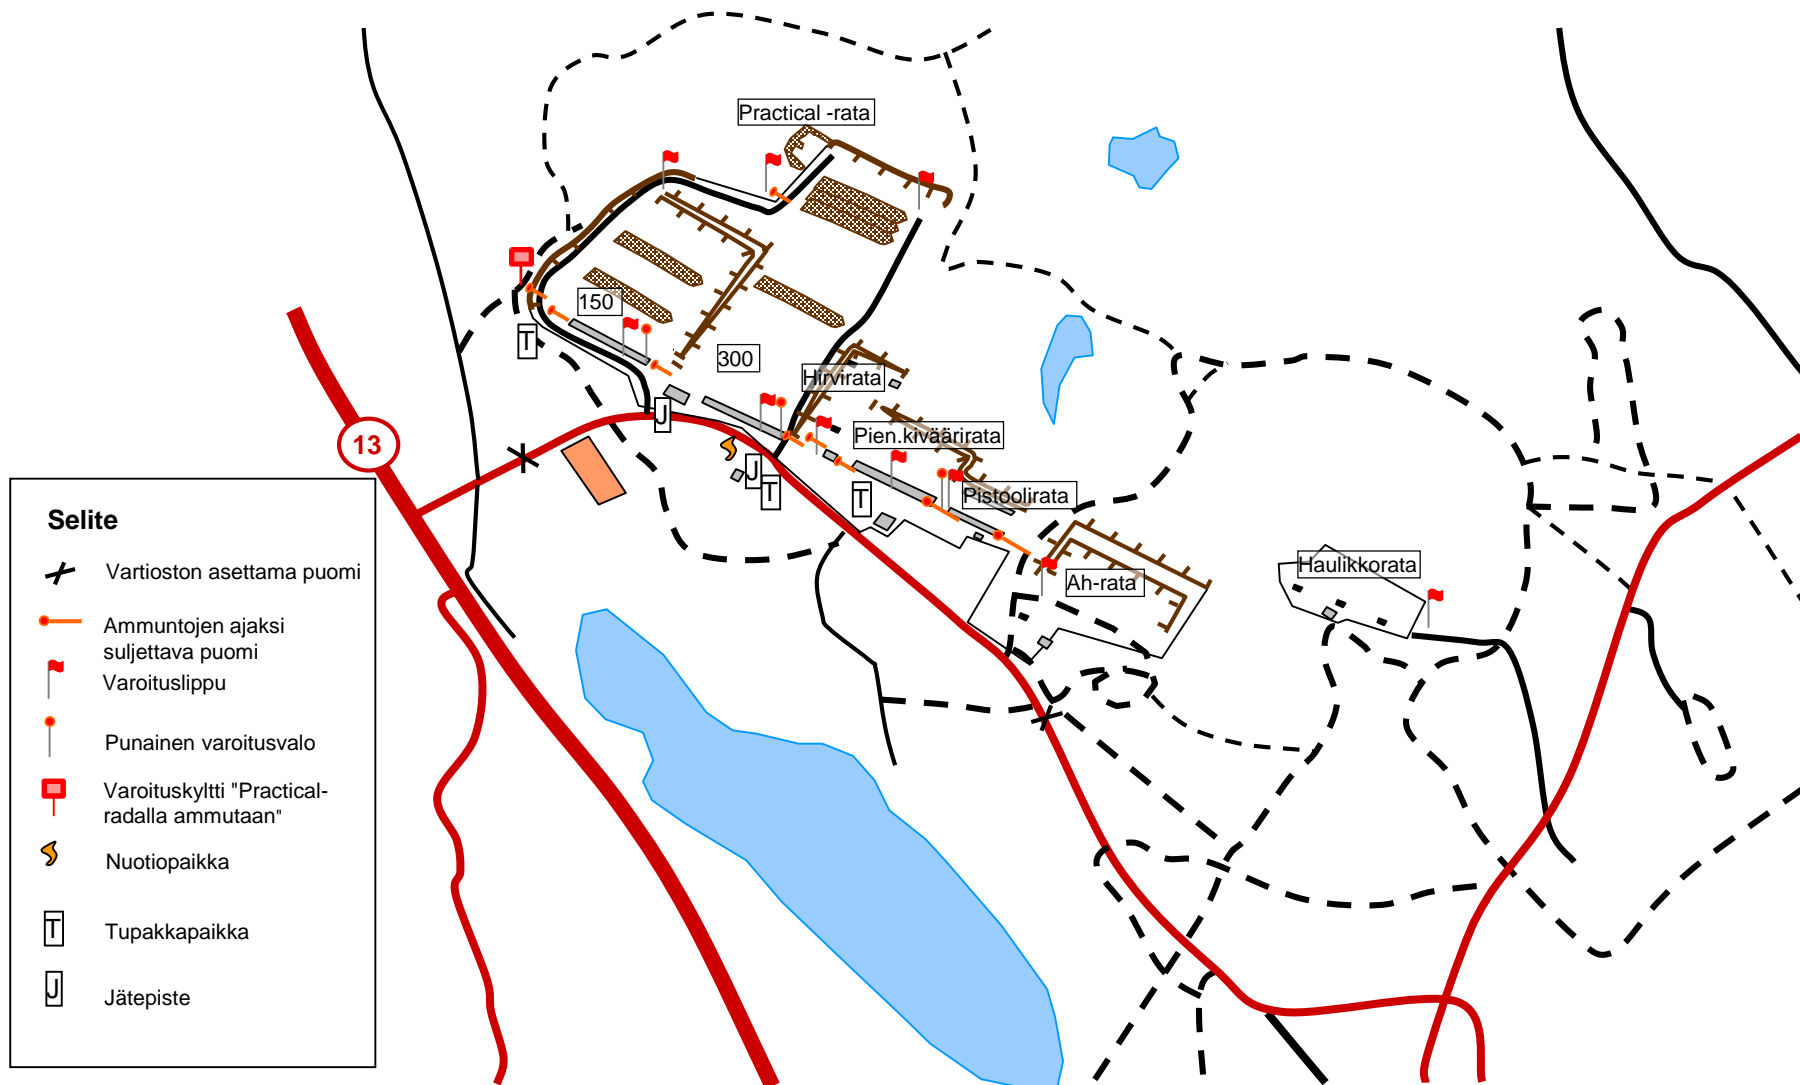 Practical -rata
150
T
300
Hirvirata
J
13
Pien.kiväärirata
J
T
T
Pistoolirata
Haulikkorata
Ah-rata
Selite
Vartioston asettama puomi
Ammuntojen ajaksi
suljettava puomi
Varoituslippu
Punainen varoitusvalo
Varoituskyltti "Practical-
radalla ammutaan"
Nuotiopaikka
T
Tupakkapaikka
J
Jätepiste